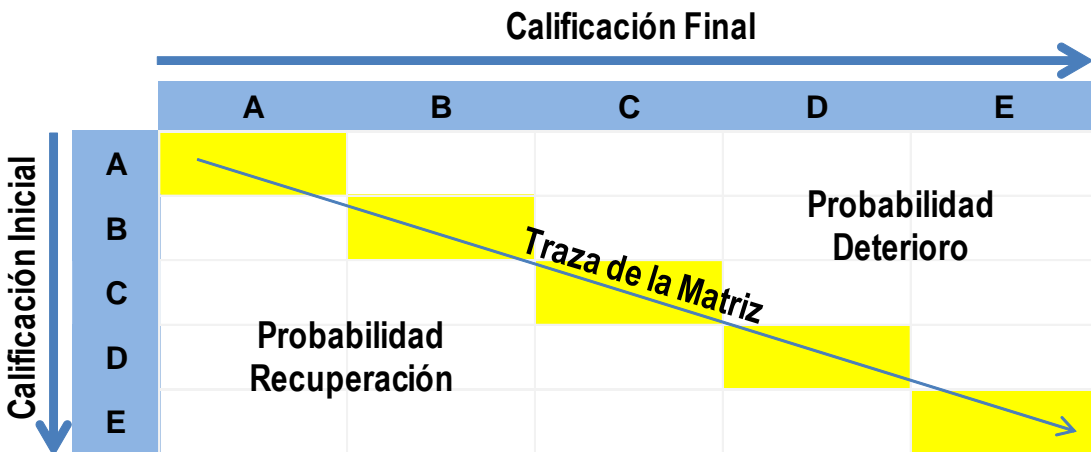 Calificación Final
A B C D E
Calificación Inicial
A
B
C
D
E
Probabilidad
Deterioro
Traza de la Matriz
Probabilidad
Recuperación